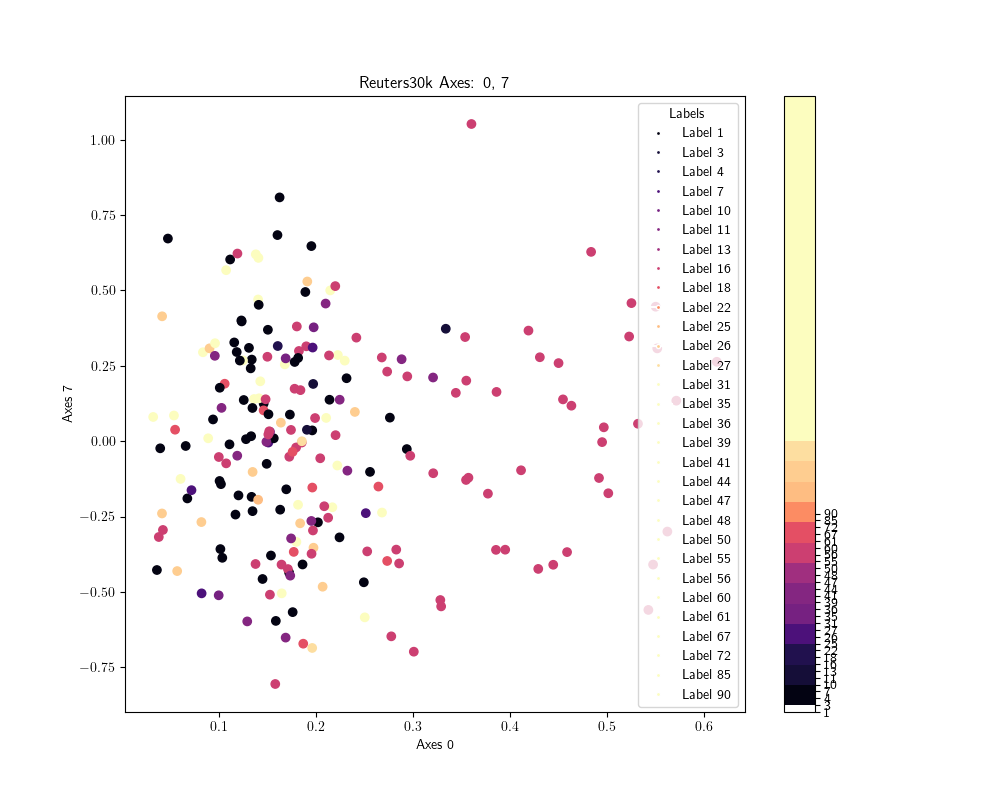 Reuters30k Axes: 0, 7
Axes 7
1.00
0.75
0.50
0.25
0.00
−0.25
−0.50
−0.75
0.1 0.2 0.3 0.4 0.5 0.6
Axes 0
Labels
Label 1
Label 3
Label 4
Label 7
Label 10
Label 11
Label 13
Label 16
Label 18
Label 22
Label 25
Label 26
Label 27
Label 31
Label 35
Label 36
Label 39
Label 41
Label 44
Label 47
Label 48
Label 50
Label 55
Label 56
Label 60
Label 61
Label 67
Label 72
Label 85
Label 90
90
85
72
67
61
60
56
55
50
48
47
44
41
39
36
35
31
27
26
25
22
18
16
13
11
10
7
4
3
1